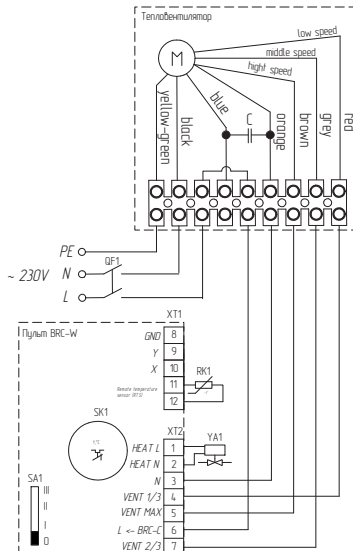 Тепловентилятор
low speed
middle speed
hight speed
M
yellow-green
black
blue
C
orange
brown
grey
red
PE
~ 230V
N
QF1
L
Пульт BRC-W
XT1
GND 8
Y 9
X 10
11
Remote temperature
sensor (RTS)
12
RK1
SK1
XT2
HEAT L 1
YA1
HEAT N 2
N 3
VENT 1/3 4
VENT MAX 5
L <- BRC-C 6
VENT 2/3 7
SA1
III
II
I
0